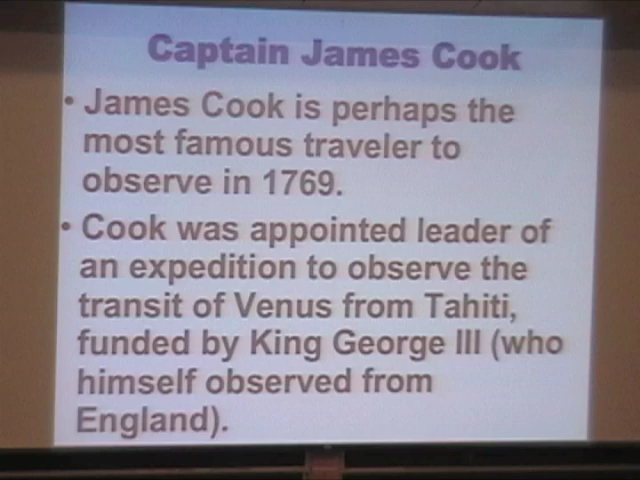 Captain James Cook
• James Cook is perhaps the
most famous traveler to
observe in 1769.
• Cook was appointed leader of
an expedition to observe the
transit of Venus from Tahiti,
funded by King George III (who
himself observed from
England).